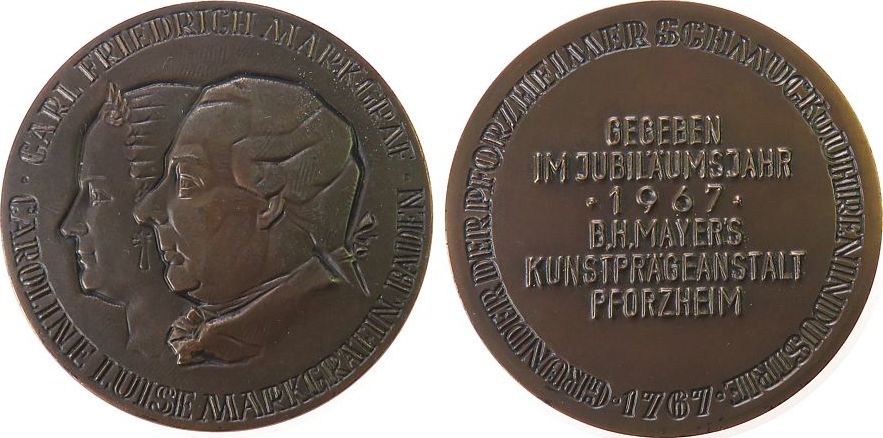 · CARL FRIEDRICH MARKGRAF ·
CAROLINE LUISE MARKGRÄFIN. BADEN
GRÜNDER DER PFORZHEIMER SCHMUCK U. UHRENINDUSTRIE
· 1767 ·
GEGEBEN
IM JUBILÄUMSJAHR
· 1967 ·
B.H.MAYER'S
KUNSTPRÄGEANSTALT
PFORZHEIM